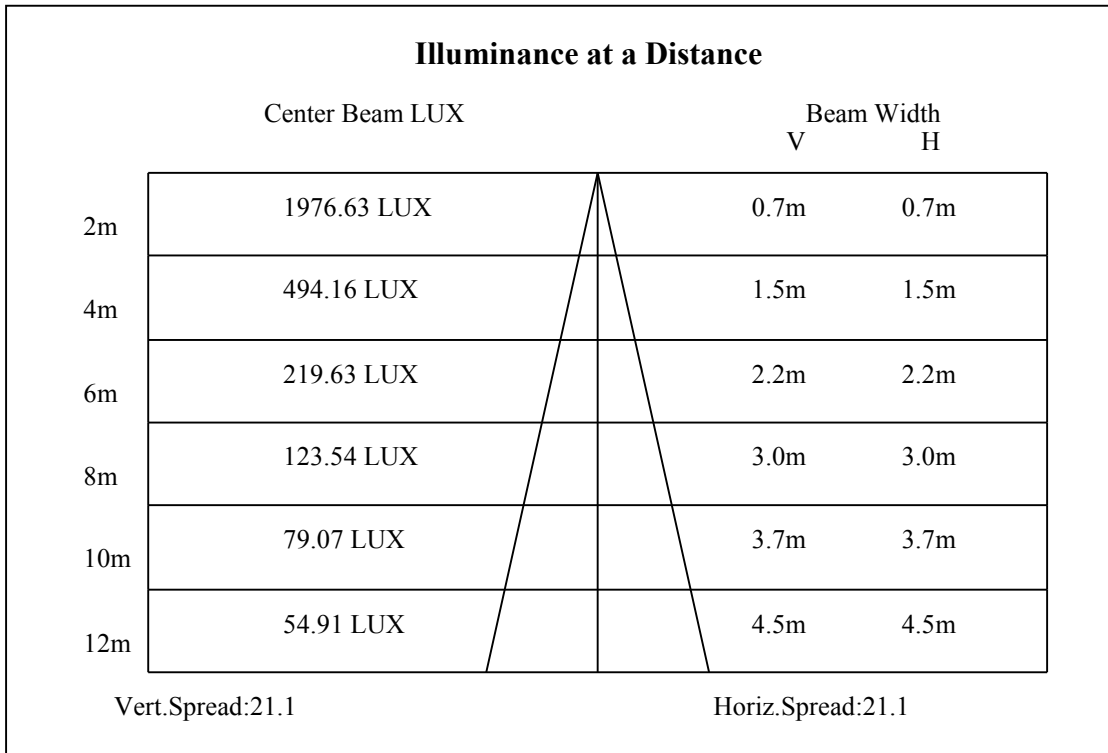 Illuminance at a Distance
Center Beam LUX Beam Width
V H
2m 1976.63 LUX 0.7m 0.7m
4m 494.16 LUX 1.5m 1.5m
6m 219.63 LUX 2.2m 2.2m
8m 123.54 LUX 3.0m 3.0m
10m 79.07 LUX 3.7m 3.7m
12m 54.91 LUX 4.5m 4.5m
Vert.Spread:21.1 Horiz.Spread:21.1